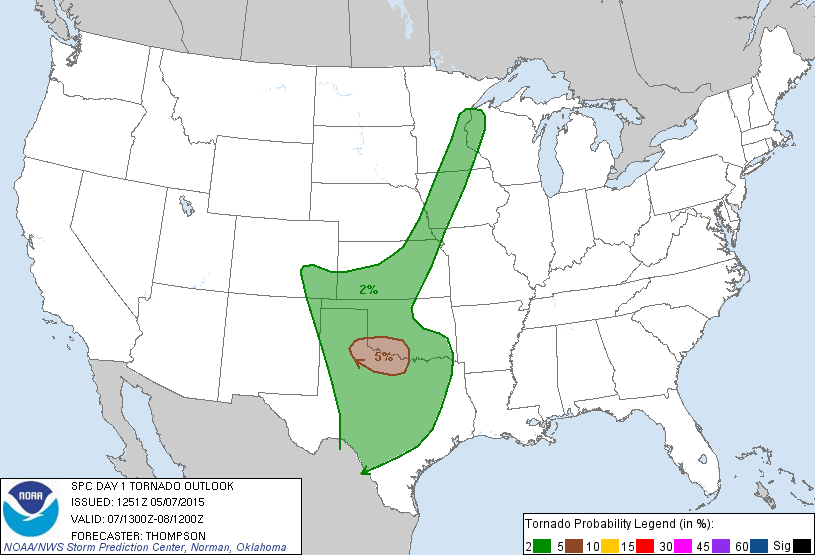 2%
5%
NOAA
SPC DAY 1 TORNADO OUTLOOK
ISSUED: 1251Z 05/07/2015
VALID: 07/1300Z-08/1200Z
FORECASTER: THOMPSON
NOAA/NWS Storm Prediction Center, Norman, Oklahoma
Tornado Probability Legend (in %):
2 5 10 15 30 45 60 Sig